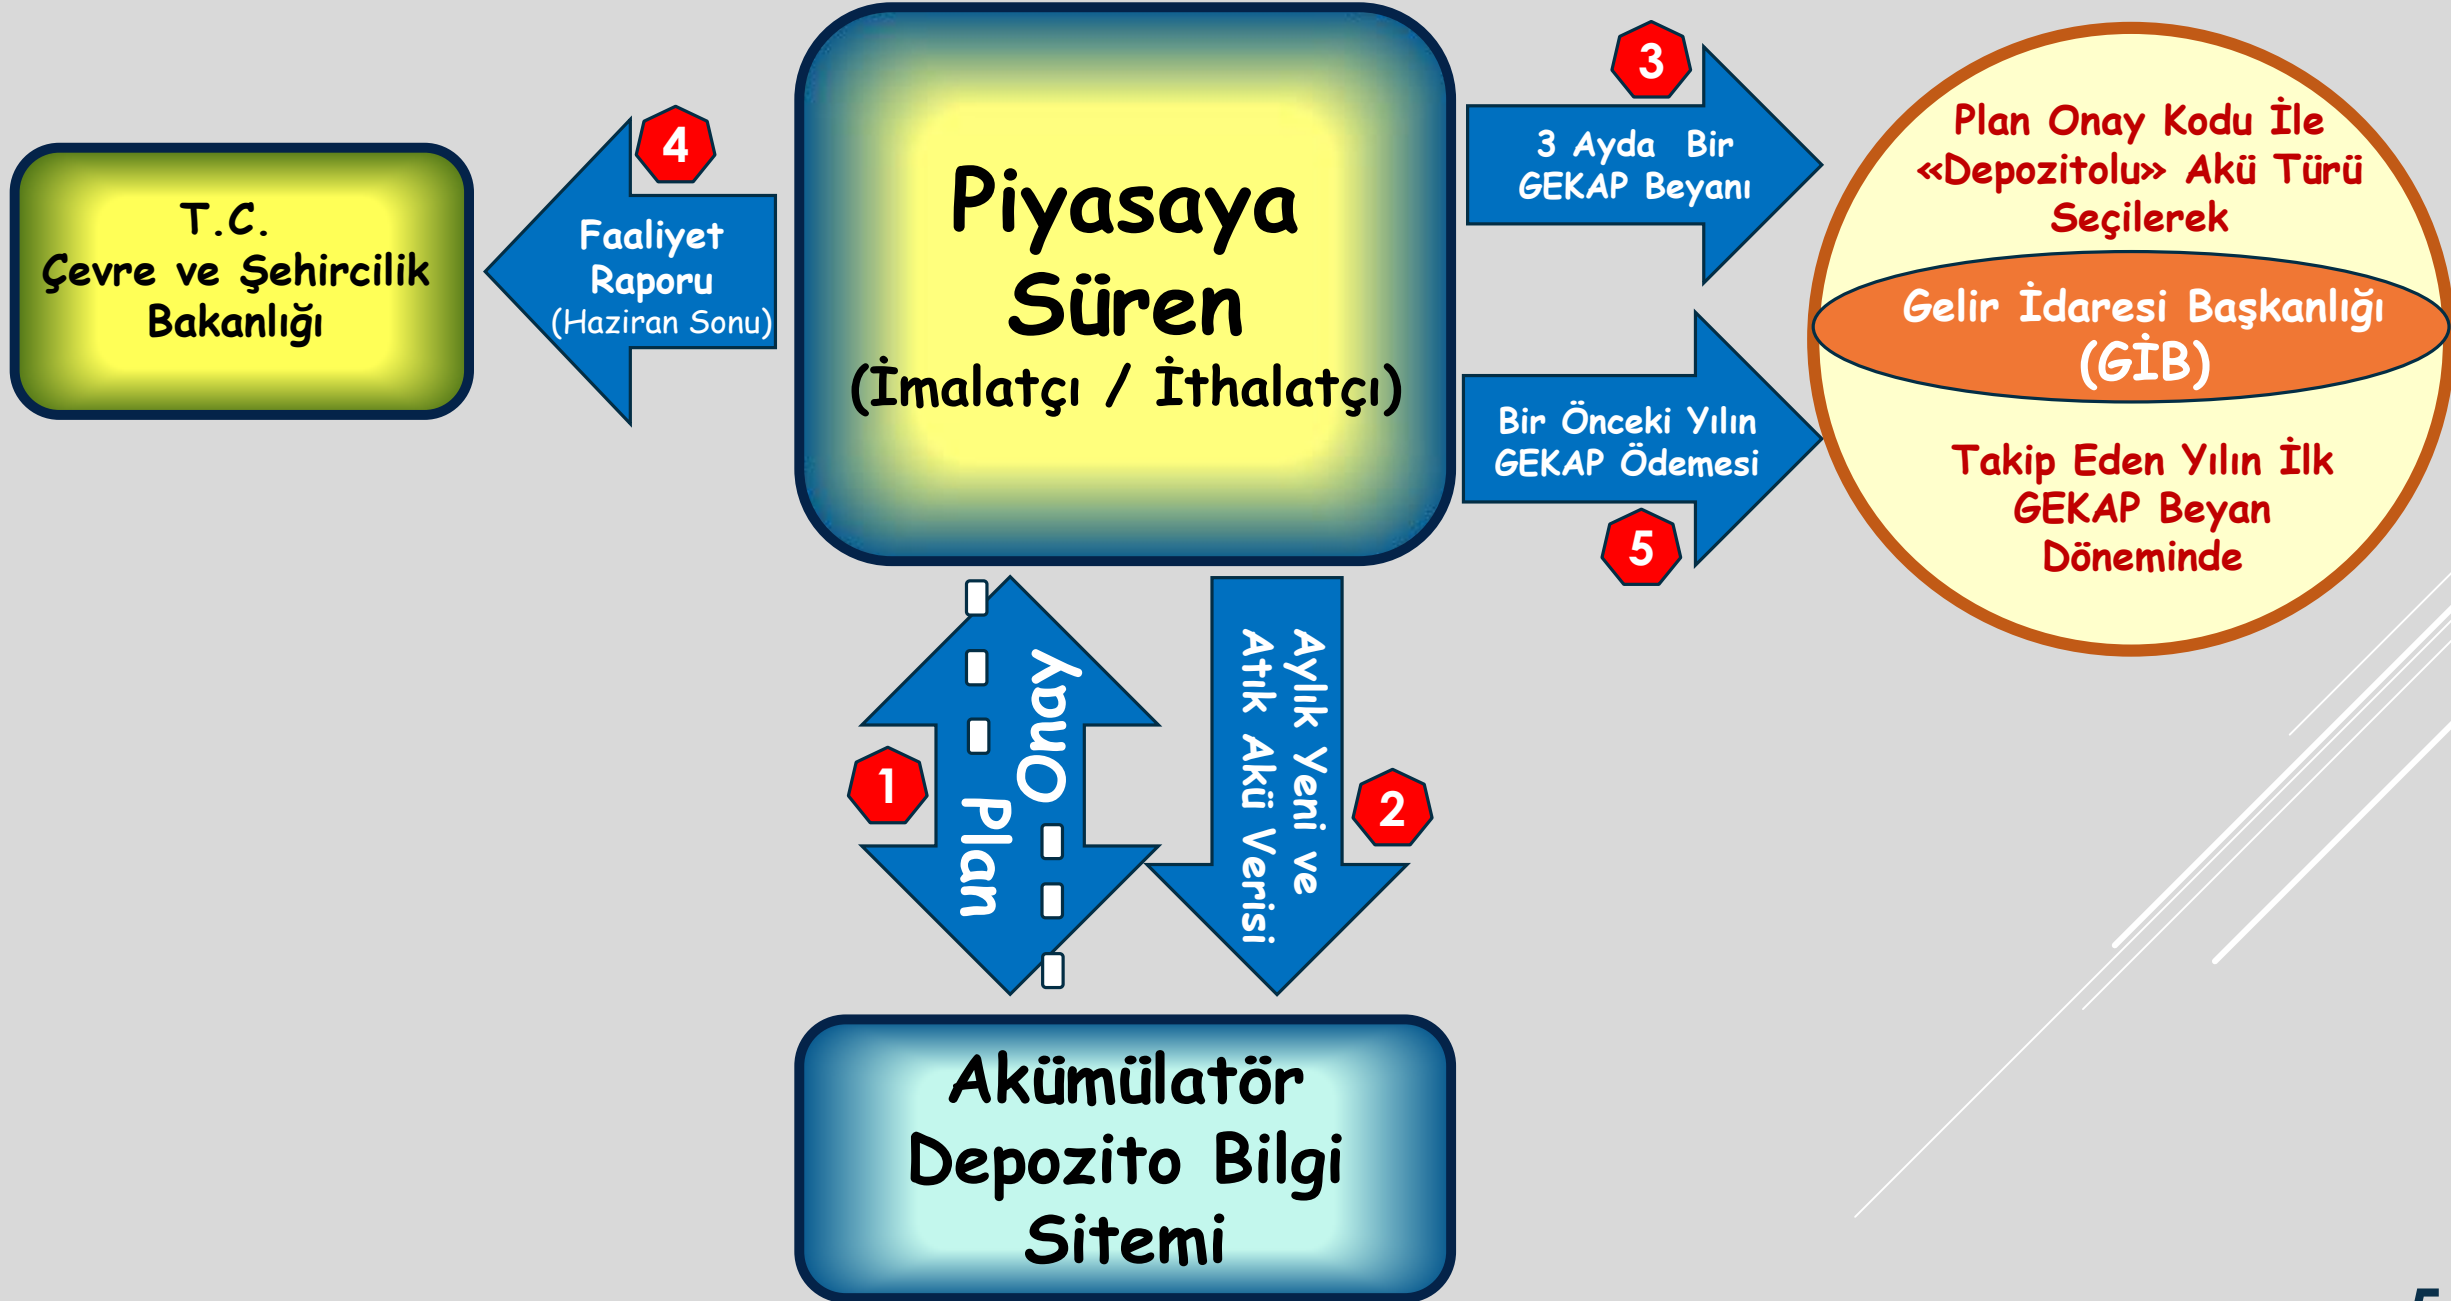 T.C.
Çevre ve Şehircilik
Bakanlığı
4
Faaliyet
Raporu
(Haziran Sonu)
Piyasaya
Süren
(İmalatçı / İthalatçı)
3
3 Ayda Bir
GEKAP Beyanı
Bir Önceki Yılın
GEKAP Ödemesi
5
Plan Onay Kodu İle
«Depozitolu» Akü Türü
Seçilerek
Gelir İdaresi Başkanlığı
(GİB)
Takip Eden Yılın İlk
GEKAP Beyan
Döneminde
1
Onay
Plan
Aylık Yeni ve
Atık Akü Verisi
2
Akümülatör
Depozito Bilgi
Sitemi